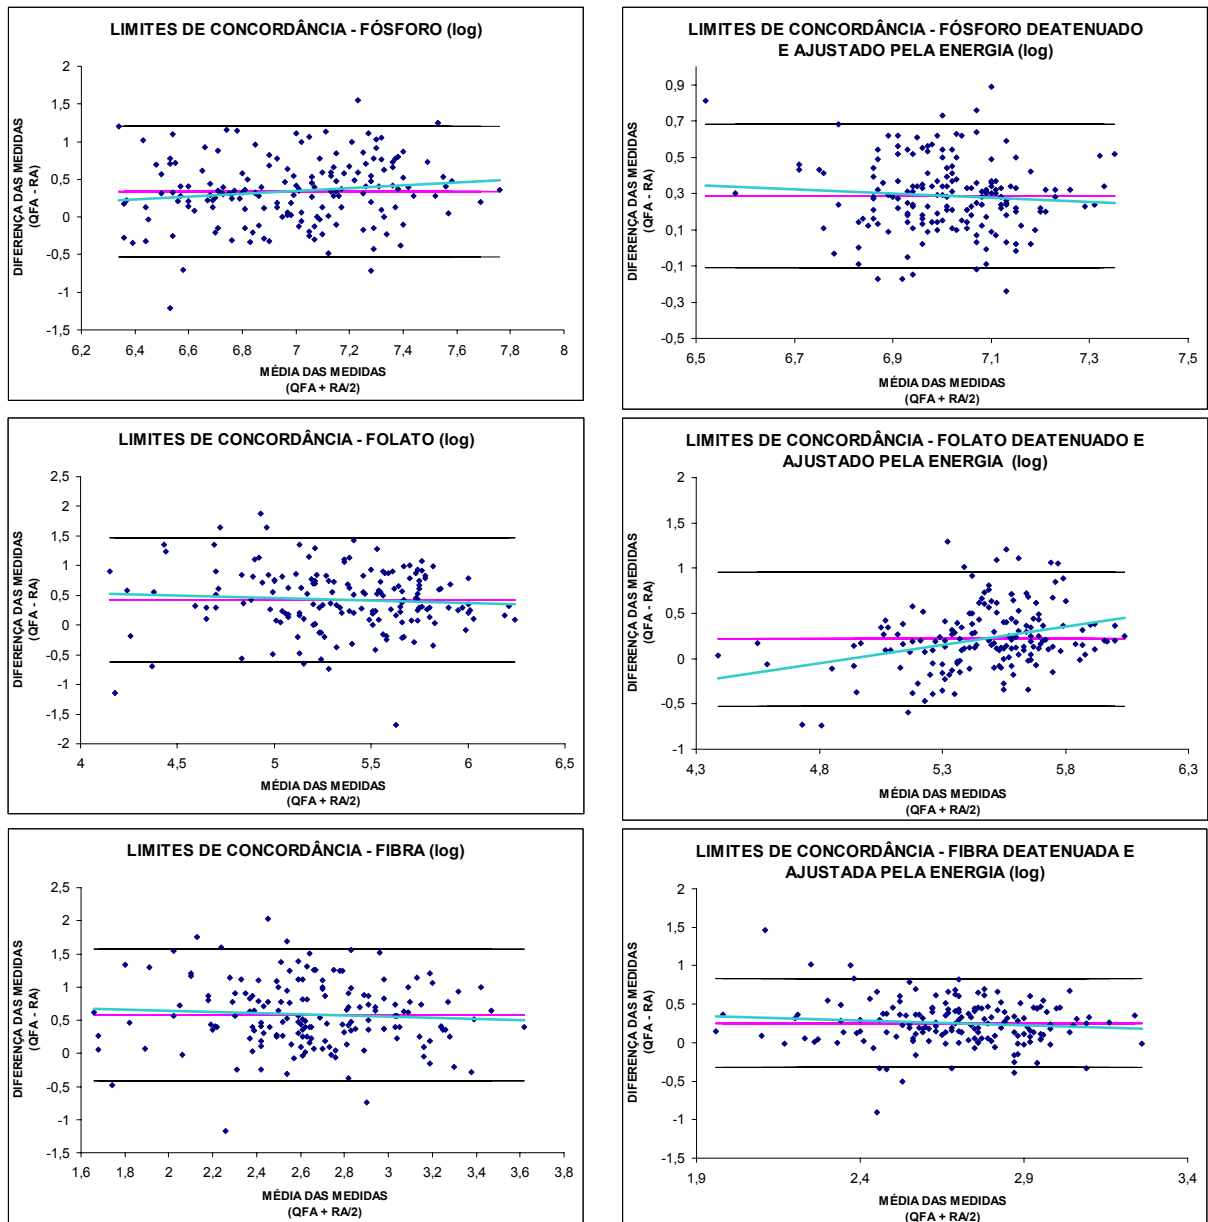 LIMITES DE CONCORDÂNCIA - FÓSFORO (log)
DIFERENÇA DAS MEDIDAS
(QFA - RA)
2
1,5
1
0,5
0
-0,5
-1
-1,5
6,2 6,4 6,6 6,8 7 7,2 7,4 7,6 7,8 8
MÉDIA DAS MEDIDAS
(QFA + RA/2)
LIMITES DE CONCORDÂNCIA - FÓSFORO DEATENUADO
E AJUSTADO PELA ENERGIA (log)
DIFERENÇA DAS MEDIDAS
(QFA - RA)
0,9
0,7
0,5
0,3
0,1
-0,1
-0,3
-0,5
6,5 6,7 6,9 7,1 7,3 7,5
MÉDIA DAS MEDIDAS
(QFA + RA/2)
LIMITES DE CONCORDÂNCIA - FOLATO (log)
DIFERENÇA DAS MEDIDAS
(QFA - RA)
2,5
2
1,5
1
0,5
0
-0,5
-1
-1,5
-2
4 4,5 5 5,5 6 6,5
MÉDIA DAS MEDIDAS
(QFA + RA/2)
LIMITES DE CONCORDÂNCIA - FOLATO DEATENUADO E
AJUSTADO PELA ENERGIA (log)
DIFERENÇA DAS MEDIDAS
(QFA - RA)
2
1,5
1
0,5
0
-0,5
-1
4,3 4,8 5,3 5,8 6,3
MÉDIA DAS MEDIDAS
(QFA + RA/2)
LIMITES DE CONCORDÂNCIA - FIBRA (log)
DIFERENÇA DAS MEDIDAS
(QFA - RA)
2,5
2
1,5
1
0,5
0
-0,5
-1
-1,5
1,6 1,8 2 2,2 2,4 2,6 2,8 3 3,2 3,4 3,6 3,8
MÉDIA DAS MEDIDAS
(QFA + RA/2)
LIMITES DE CONCORDÂNCIA - FIBRA DEATENUADA E
AJUSTADA PELA ENERGIA (log)
DIFERENÇA DAS MEDIDAS
(QFA - RA)
2
1,5
1
0,5
0
-0,5
-1
-1,5
1,9 2,4 2,9 3,4
MÉDIA DAS MEDIDAS
(QFA + RA/2)